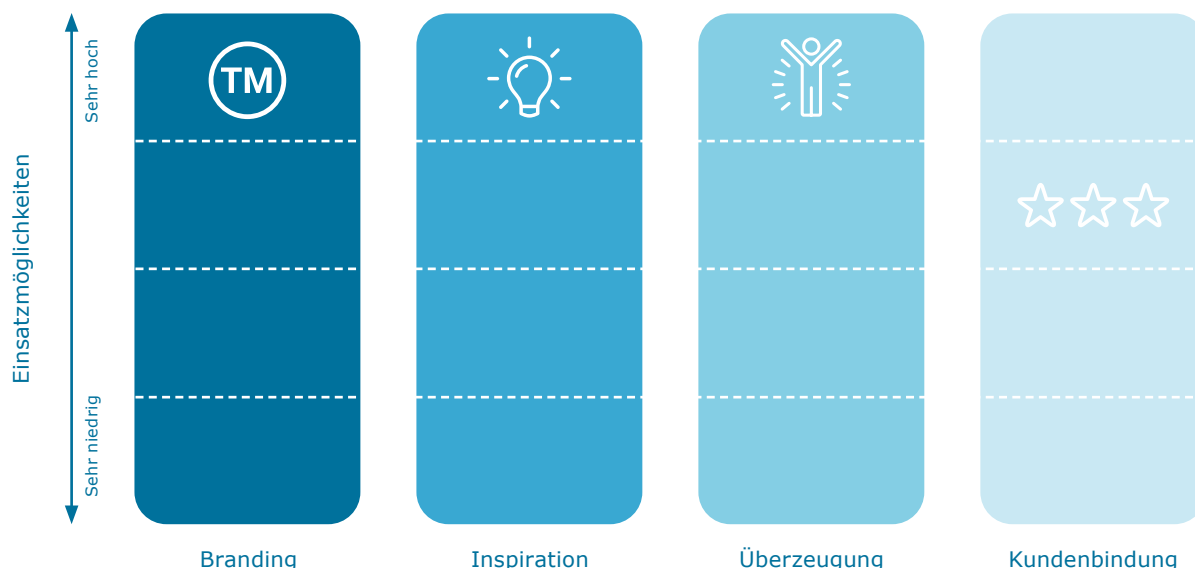 Einsatzmöglichkeiten
Sehr hoch
Sehr niedrig
TM
Branding
Inspiration
Überzeugung
Kundenbindung